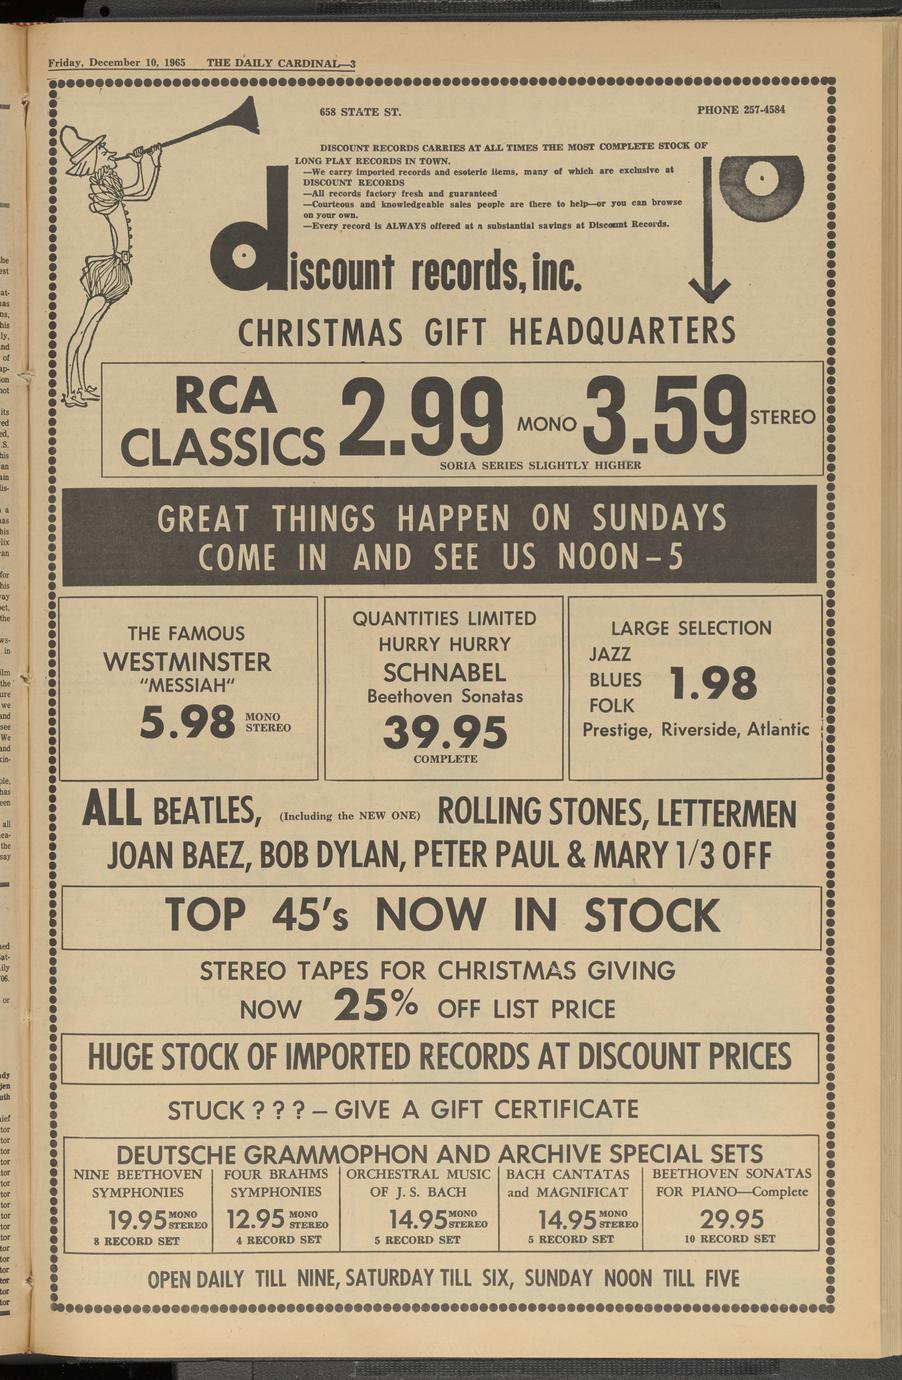 Friday, December 10, 1965 THE DAILY CARDINAL—3
658 STATE ST. PHONE 257-4584
DISCOUNT RECORDS CARRIES AT ALL TIMES THE MOST COMPLETE STOCK OF
LONG PLAY RECORDS IN TOWN.
—We carry imported records and esoteric items, many of which are exclusive at
DISCOUNT RECORDS
—All records factory fresh and guaranteed
—Courteous and knowledgeable sales people are there to help—or you can browse
on your own.
—Every record is ALWAYS offered at a substantial savings at Discount Records.
discount records, inc.
CHRISTMAS GIFT HEADQUARTERS
RCA
CLASSICS
2.99 MONO 3.59 STEREO
SORIA SERIES SLIGHTLY HIGHER
GREAT THINGS HAPPEN ON SUNDAYS
COME IN AND SEE US NOON–5
THE FAMOUS
WESTMINSTER
"MESSIAH"
5.98 MONO
STEREO
QUANTITIES LIMITED
HURRY HURRY
SCHNABEL
Beethoven Sonatas
39.95
COMPLETE
LARGE SELECTION
JAZZ
BLUES
FOLK
1.98
Prestige, Riverside, Atlantic
ALL BEATLES, (Including the NEW ONE) ROLLING STONES, LETTERMEN
JOAN BAEZ, BOB DYLAN, PETER PAUL & MARY 1/3 OFF
TOP 45's NOW IN STOCK
STEREO TAPES FOR CHRISTMAS GIVING
NOW 25% OFF LIST PRICE
HUGE STOCK OF IMPORTED RECORDS AT DISCOUNT PRICES
STUCK ? ? ? – GIVE A GIFT CERTIFICATE
DEUTSCHE GRAMMOPHON AND ARCHIVE SPECIAL SETS
NINE BEETHOVEN
SYMPHONIES
19.95 MONO
STEREO
8 RECORD SET
FOUR BRAHMS
SYMPHONIES
12.95 MONO
STEREO
4 RECORD SET
ORCHESTRAL MUSIC
OF J. S. BACH
14.95 MONO
STEREO
5 RECORD SET
BACH CANTATAS
and MAGNIFICAT
14.95 MONO
STEREO
5 RECORD SET
BEETHOVEN SONATAS
FOR PIANO—Complete
29.95
10 RECORD SET
OPEN DAILY TILL NINE, SATURDAY TILL SIX, SUNDAY NOON TILL FIVE